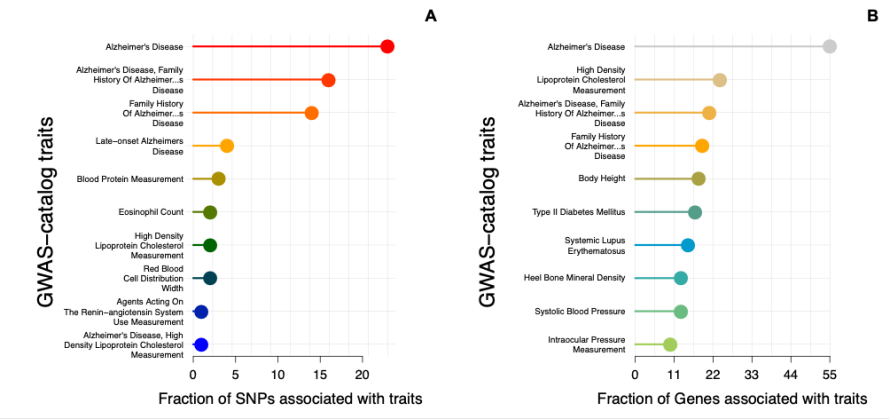 A
GWAS−catalog traits
Alzheimer's Disease
Alzheimer's Disease, Family
History Of Alzheimer...s
Disease
Family History
Of Alzheimer...s
Disease
Late−onset Alzheimers
Disease
Blood Protein Measurement
Eosinophil Count
High Density
Lipoprotein Cholesterol
Measurement
Red Blood
Cell Distribution
Width
Agents Acting On
The Renin−angiotensin System
Use Measurement
Alzheimer's Disease, High
Density Lipoprotein Cholesterol
Measurement
0 5 10 15 20
Fraction of SNPs associated with traits
B
GWAS−catalog traits
Alzheimer's Disease
High Density
Lipoprotein Cholesterol
Measurement
Alzheimer's Disease, Family
History Of Alzheimer...s
Disease
Family History
Of Alzheimer...s
Disease
Body Height
Type II Diabetes Mellitus
Systemic Lupus
Erythematosus
Heel Bone Mineral Density
Systolic Blood Pressure
Intraocular Pressure
Measurement
0 11 22 33 44 55
Fraction of Genes associated with traits